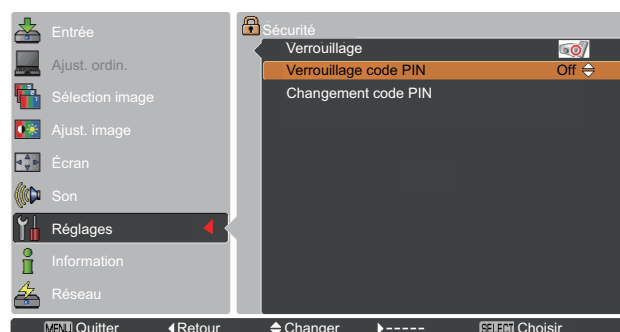 Entrée
Ajust. ordin.
Sélection image
Ajust. image
Écran
Son
Réglages
Information
Réseau
Sécurité
Verrouillage
Verrouillage code PIN Off
Changement code PIN
MENU Quitter Retour Changer ----- SELECT Choisir